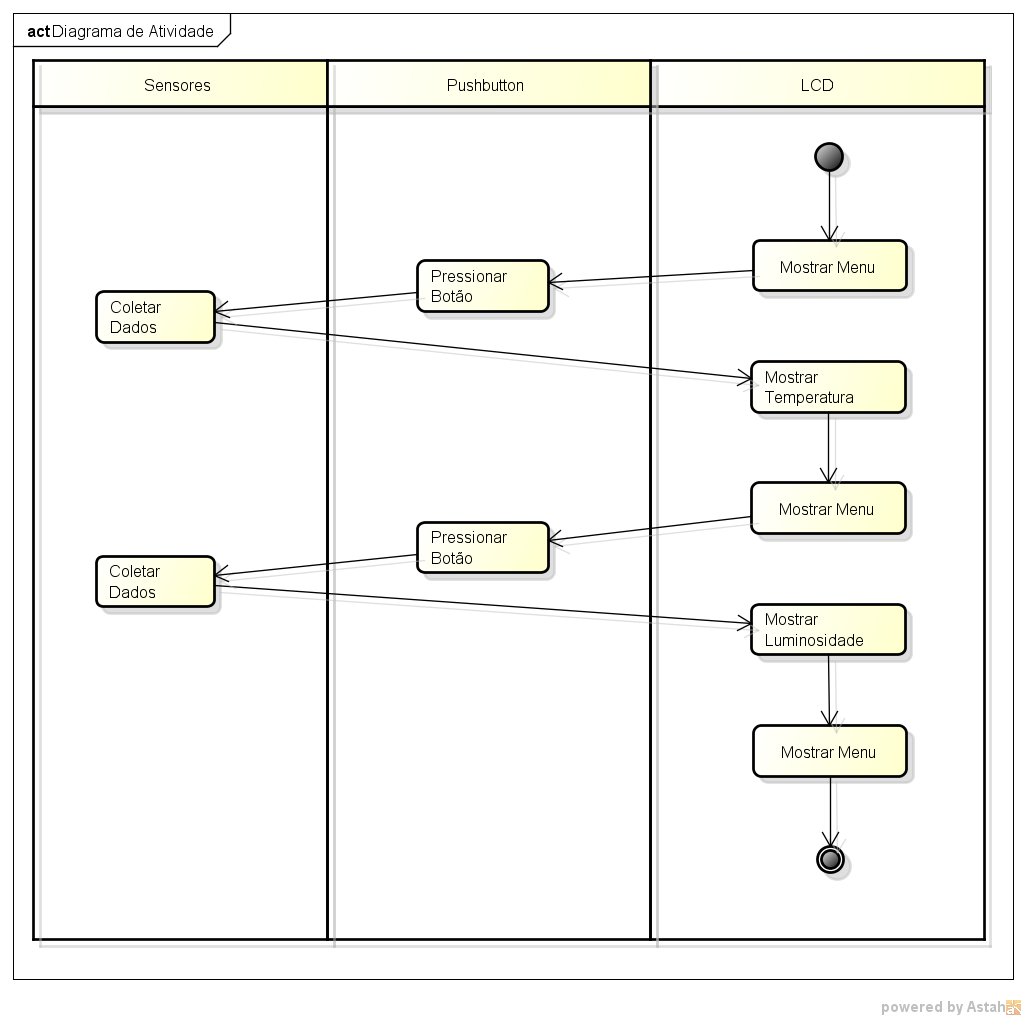 act Diagrama de Atividade
Sensores
Pushbutton
LCD
Mostrar Menu
Pressionar
Botão
Coletar
Dados
Mostrar
Temperatura
Mostrar Menu
Pressionar
Botão
Coletar
Dados
Mostrar
Luminosidade
Mostrar Menu
powered by Astah